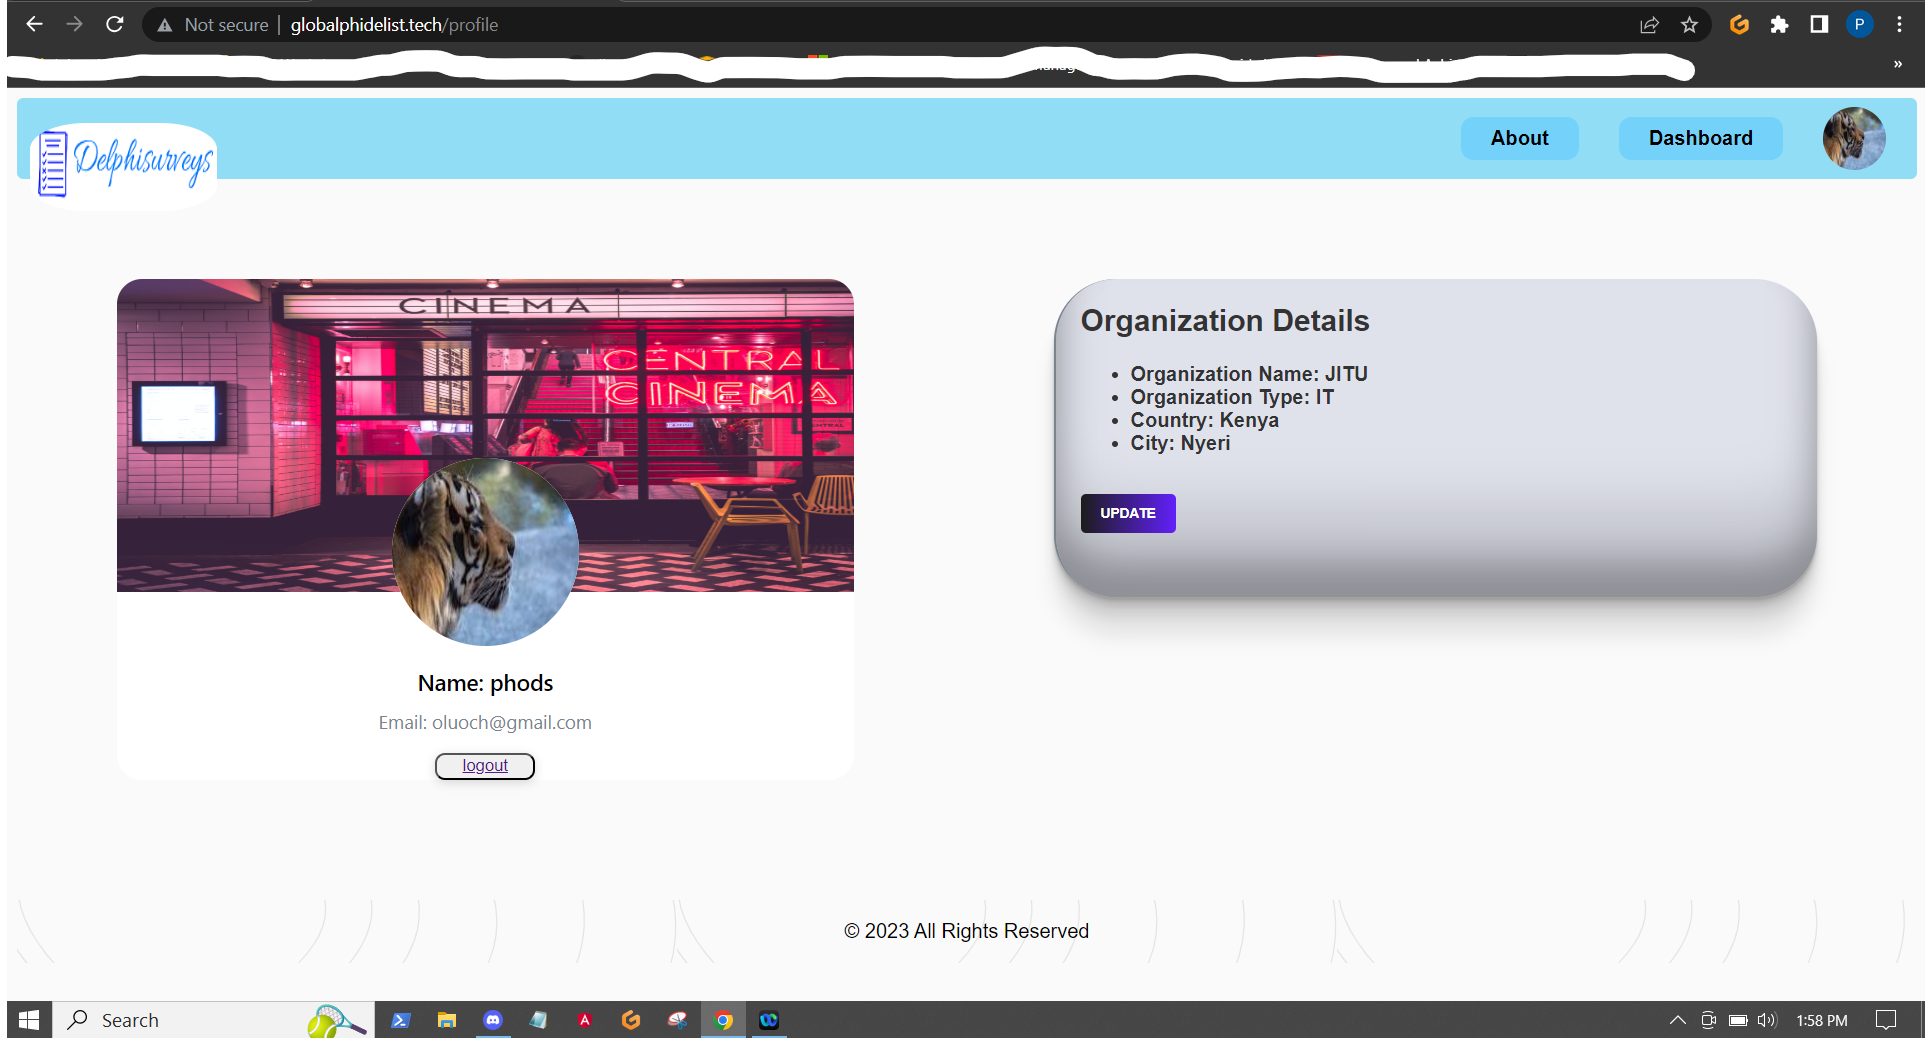 Not secure | globalphidelist.tech/profile
P
»
Delphisurveys
About
Dashboard
CINEMA
CENTRAL
CINEMA
Organization Details
• Organization Name: JITU
• Organization Type: IT
• Country: Kenya
• City: Nyeri
UPDATE
Name: phods
Email: oluoch@gmail.com
logout
© 2023 All Rights Reserved
Search
1:58 PM